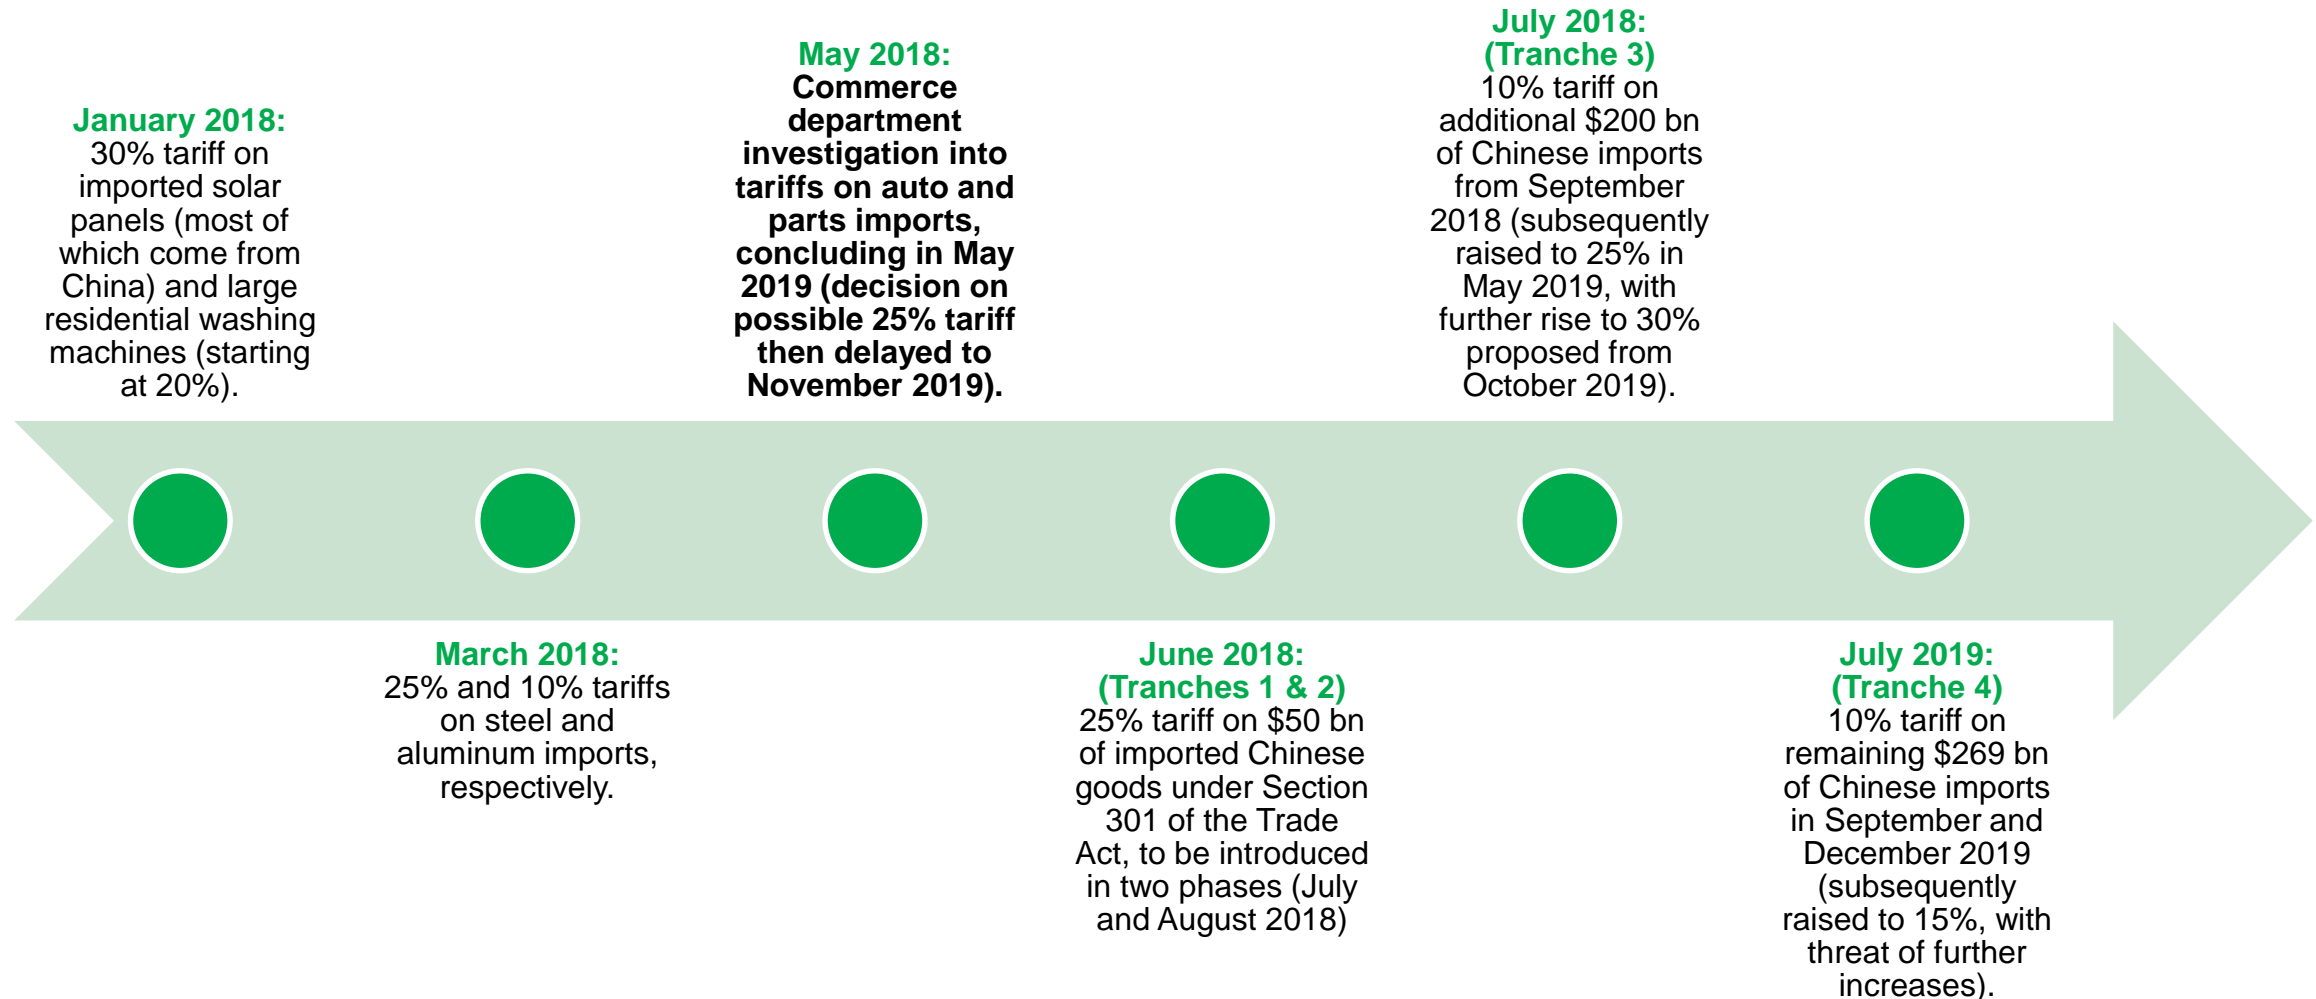 January 2018:
30% tariff on
imported solar
panels (most of
which come from
China) and large
residential washing
machines (starting
at 20%).
March 2018:
25% and 10% tariffs
on steel and
aluminum imports,
respectively.
May 2018:
Commerce
department
investigation into
tariffs on auto and
parts imports,
concluding in May
2019 (decision on
possible 25% tariff
then delayed to
November 2019).
June 2018:
(Tranches 1 & 2)
25% tariff on $50 bn
of imported Chinese
goods under Section
301 of the Trade
Act, to be introduced
in two phases (July
and August 2018)
July 2018:
(Tranche 3)
10% tariff on
additional $200 bn
of Chinese imports
from September
2018 (subsequently
raised to 25% in
May 2019, with
further rise to 30%
proposed from
October 2019).
July 2019:
(Tranche 4)
10% tariff on
remaining $269 bn
of Chinese imports
in September and
December 2019
(subsequently
raised to 15%, with
threat of further
increases).